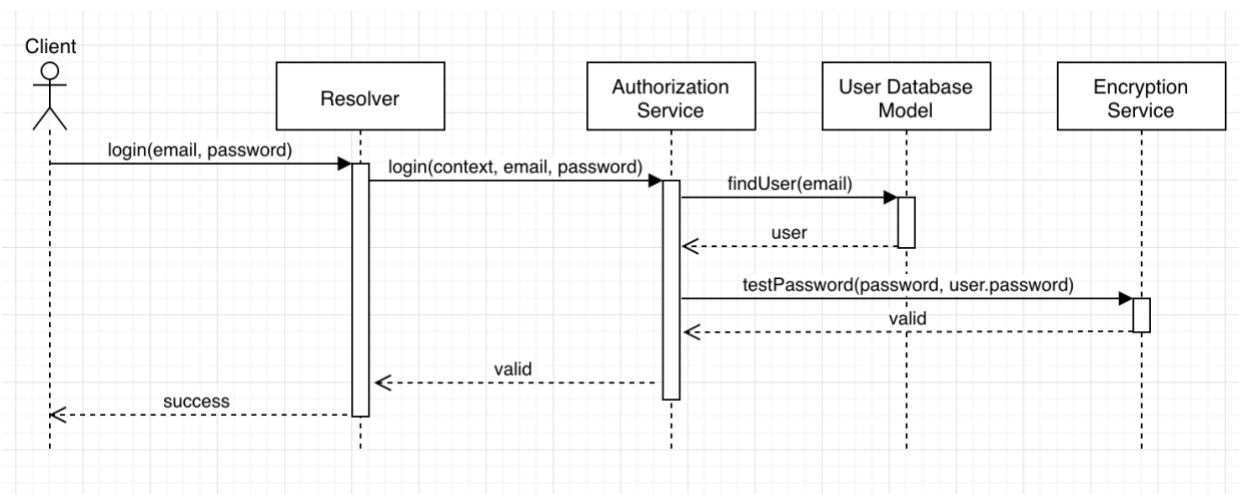 Client
Resolver
Authorization
Service
User Database
Model
Encryption
Service
login(email, password)
login(context, email, password)
findUser(email)
user
testPassword(password, user.password)
valid
valid
success